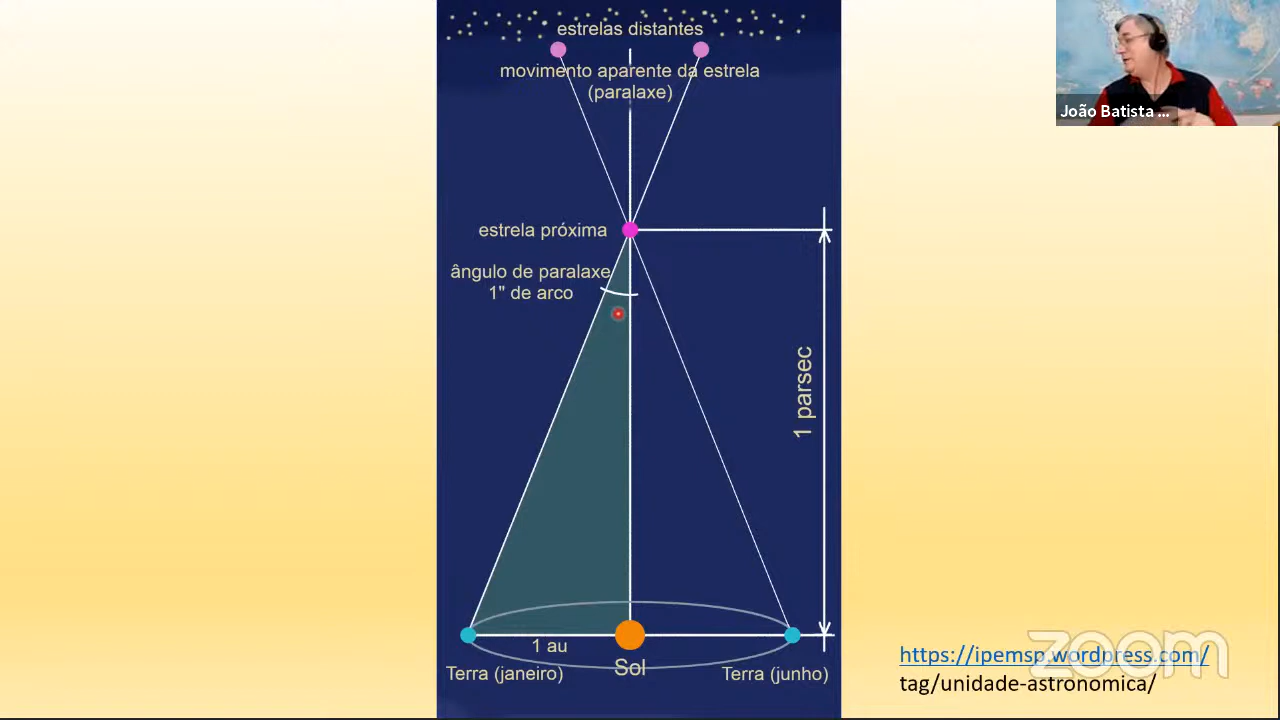 estrelas distantes
movimento aparente da estrela
(paralaxe)
João Batista ...
estrela próxima
ângulo de paralaxe
1" de arco
1 parsec
1 au
Sol
Terra (janeiro)
Terra (junho)
https://ipemsp.wordpress.com/
tag/unidade-astronomica/
zoom